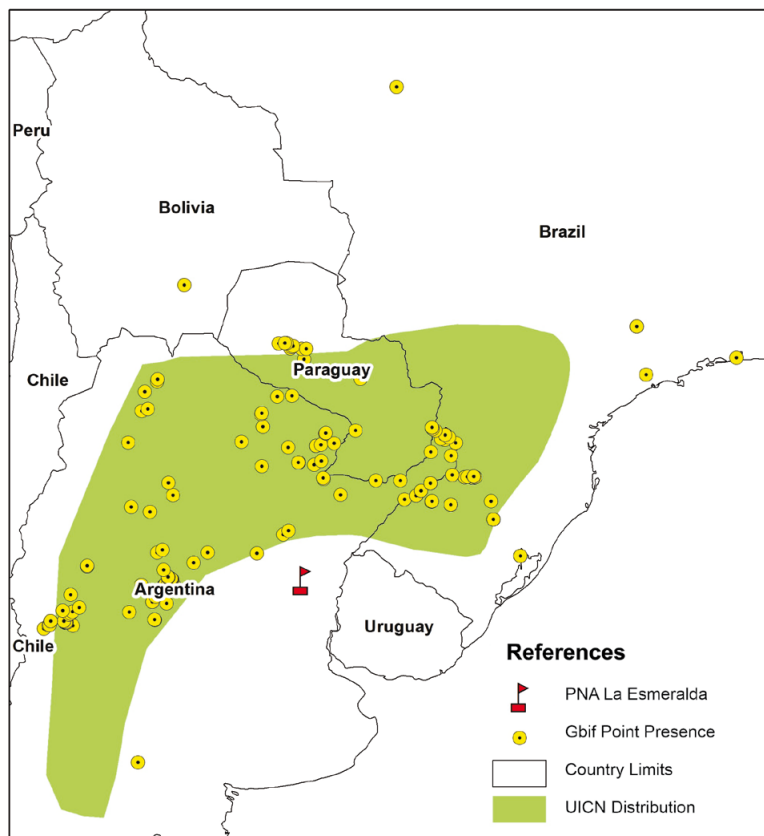 Peru
Bolivia
Brazil
Chile
Paraguay
Argentina
Uruguay
Chile
References
PNA La Esmeralda
Gbif Point Presence
Country Limits
UICN Distribution